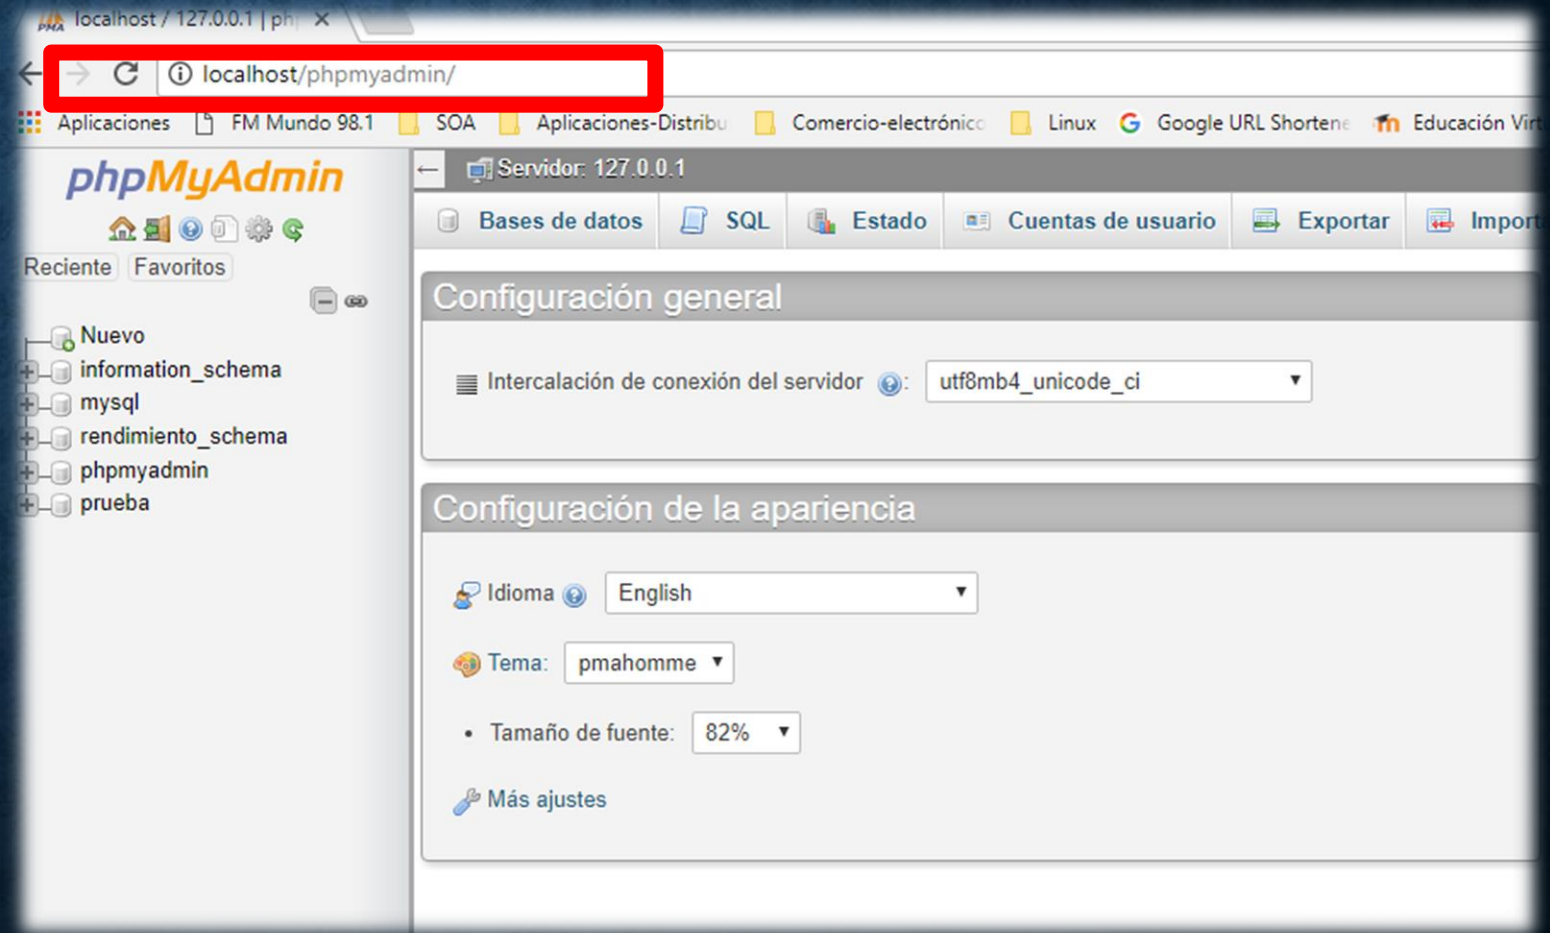 localhost / 127.0.0.1 | ph
localhost/phpmyadmin/
Aplicaciones FM Mundo 98.1 SOA Aplicaciones-Distribu Comercio-electrónico Linux Google URL Shortene Educación Virt
phpMyAdmin
Servidor: 127.0.0.1
Bases de datos SQL Estado Cuentas de usuario Exportar Import
Reciente Favoritos
Nuevo
information_schema
mysql
rendimiento_schema
phpmyadmin
prueba
Configuración general
Intercalación de conexión del servidor : utf8mb4_unicode_ci
Configuración de la apariencia
Idioma English
Tema: pmahomme
• Tamaño de fuente: 82%
Más ajustes